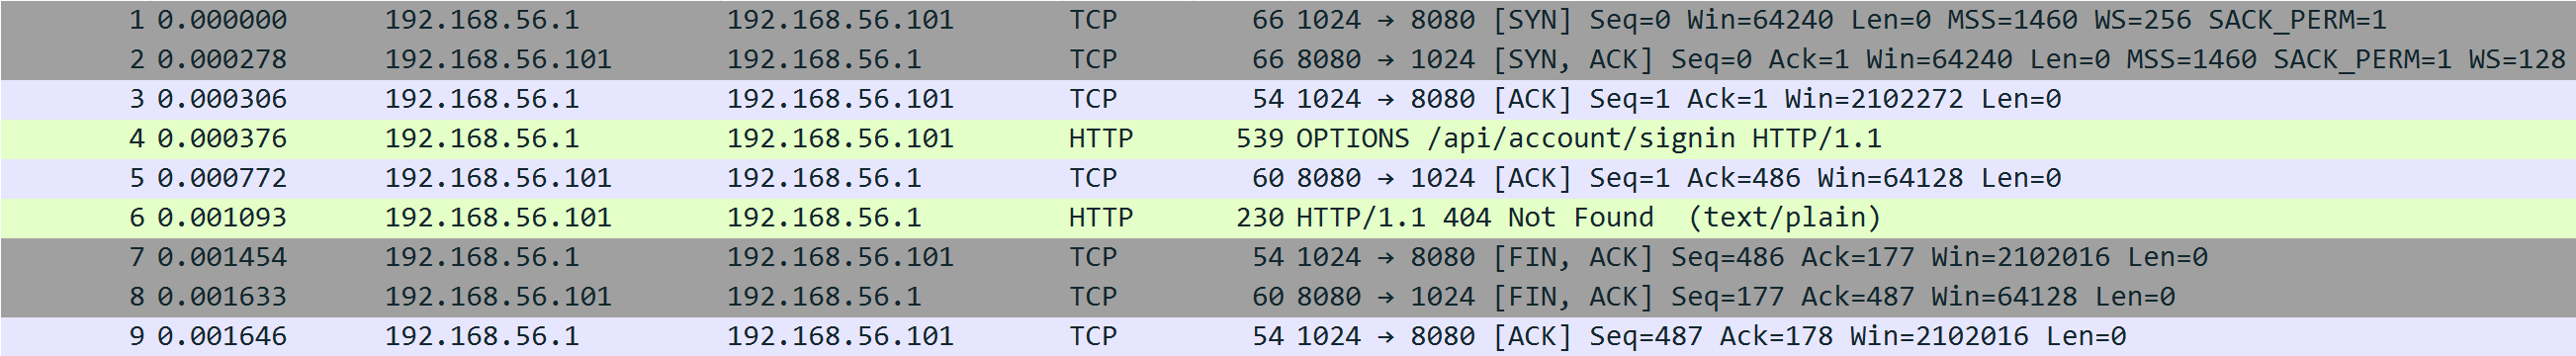 1 0.000000 192.168.56.1 192.168.56.101 TCP 66 1024 → 8080 [SYN] Seq=0 Win=64240 Len=0 MSS=1460 WS=256 SACK_PERM=1
2 0.000278 192.168.56.101 192.168.56.1 TCP 66 8080 → 1024 [SYN, ACK] Seq=0 Ack=1 Win=64240 Len=0 MSS=1460 SACK_PERM=1 WS=128
3 0.000306 192.168.56.1 192.168.56.101 TCP 54 1024 → 8080 [ACK] Seq=1 Ack=1 Win=2102272 Len=0
4 0.000376 192.168.56.1 192.168.56.101 HTTP 539 OPTIONS /api/account/signin HTTP/1.1
5 0.000772 192.168.56.101 192.168.56.1 TCP 60 8080 → 1024 [ACK] Seq=1 Ack=486 Win=64128 Len=0
6 0.001093 192.168.56.101 192.168.56.1 HTTP 230 HTTP/1.1 404 Not Found (text/plain)
7 0.001454 192.168.56.1 192.168.56.101 TCP 54 1024 → 8080 [FIN, ACK] Seq=486 Ack=177 Win=2102016 Len=0
8 0.001633 192.168.56.101 192.168.56.1 TCP 60 8080 → 1024 [FIN, ACK] Seq=177 Ack=487 Win=64128 Len=0
9 0.001646 192.168.56.1 192.168.56.101 TCP 54 1024 → 8080 [ACK] Seq=487 Ack=178 Win=2102016 Len=0